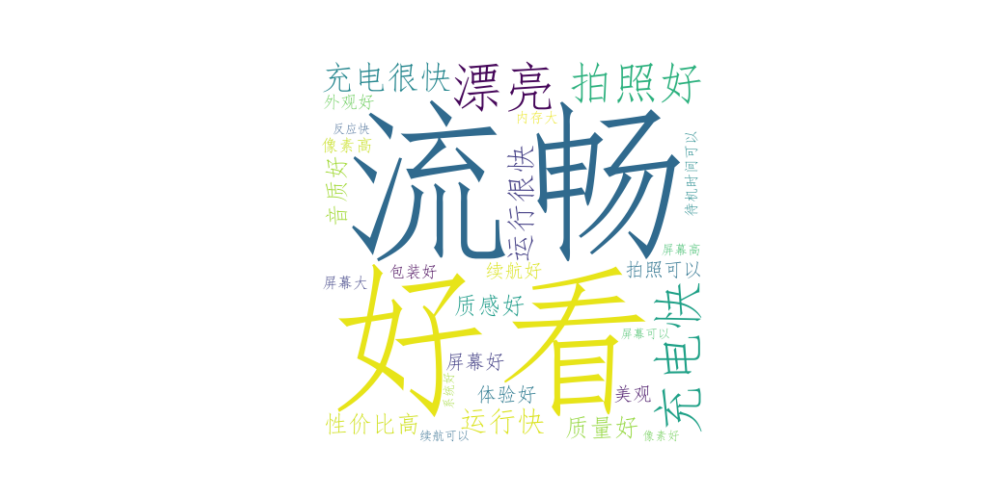 充电很快
漂亮
拍照好
外观好
内存大
反应快
像素高
流畅
音质好
运行很快
待机时间可以
屏幕高
包装好
续航好
拍照可以
屏幕大
好看
质感好
充电快
屏幕可以
屏幕好
系统好
体验好
美观
性价比高
运行快
质量好
续航可以
像素好